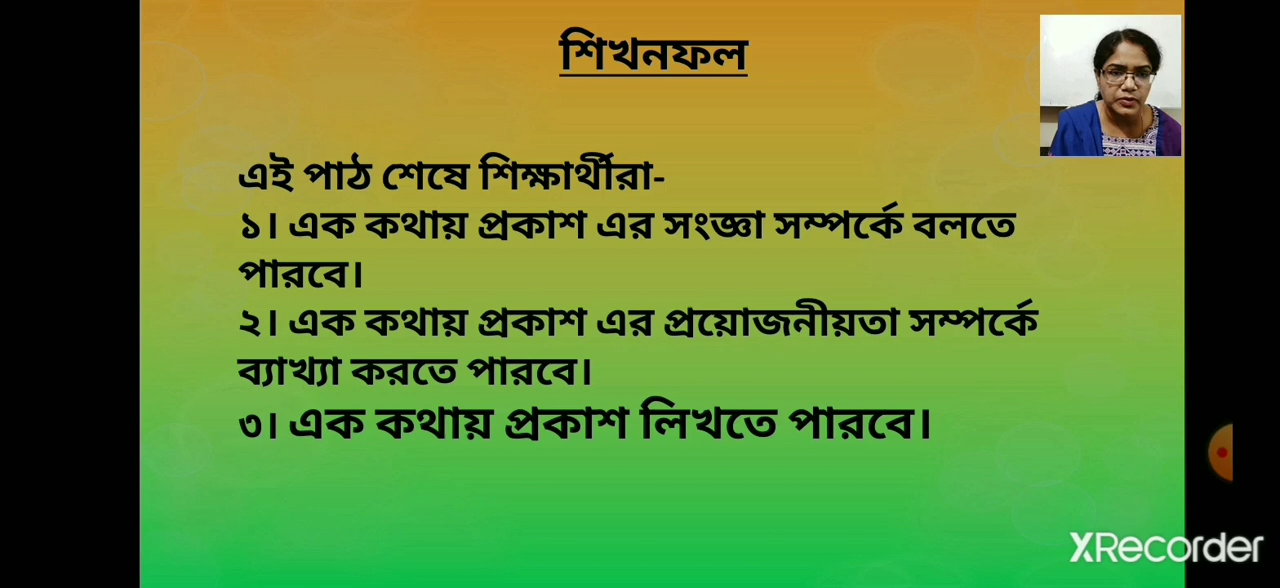 শিখনফল
এই পাঠ শেষে শিক্ষার্থীরা-
১। এক কথায় প্রকাশ এর সংজ্ঞা সম্পর্কে বলতে
পারবে।
২। এক কথায় প্রকাশ এর প্রয়োজনীয়তা সম্পর্কে
ব্যাখ্যা করতে পারবে।
৩। এক কথায় প্রকাশ লিখতে পারবে।
XRecorder